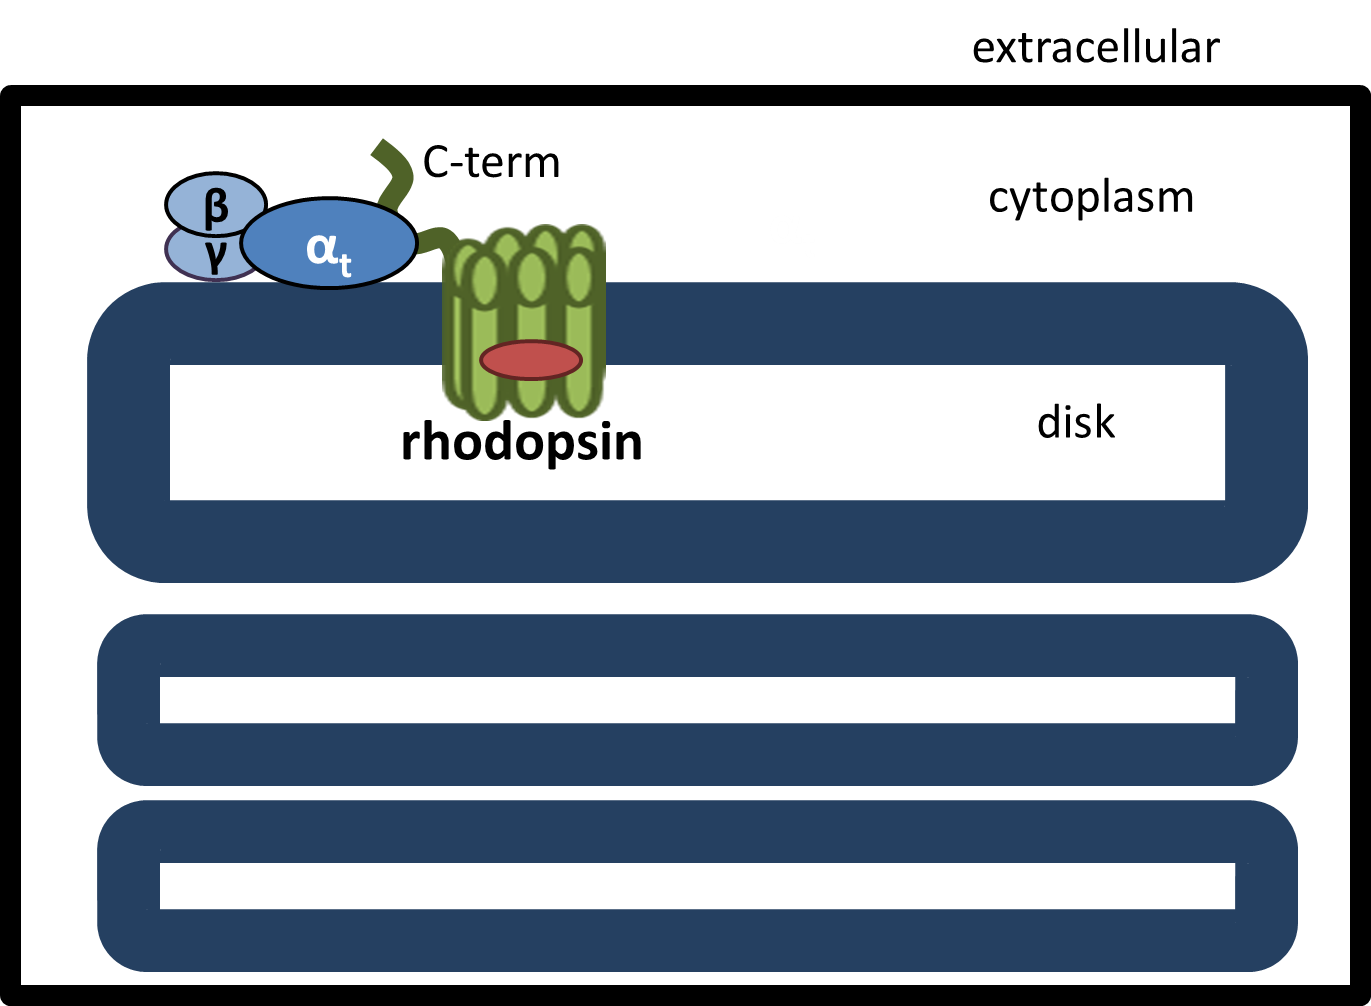 extracellular
C-term
cytoplasm
β
γ
αt
disk
rhodopsin